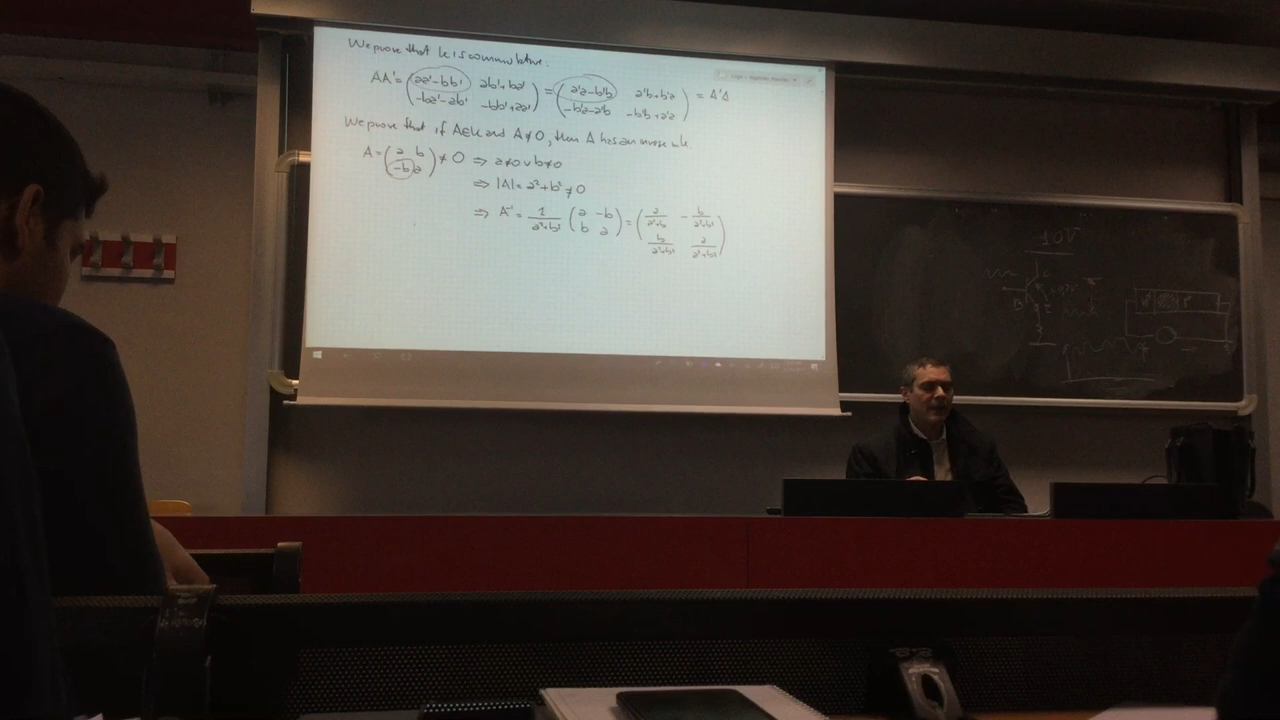 We prove that K is commutative:
AA' = (aa'-bb' ab'+ba' = (a'a-b'b a'b+b'a = A'A
-ba'-ab' -bb'+aa') -b'a-a'b -b'b+a'a)
We prove that if A∈K and A≠0, then A has an inverse in K
A = (a b
-b a) ≠ 0 ⇒ a≠0 ∨ b≠0
⇒ |A| = a²+b² ≠ 0
⇒ A⁻¹ = 1/(a²+b²) (a -b = (a/(a²+b²) -b/(a²+b²)
b a) b/(a²+b²) a/(a²+b²))
10V
B